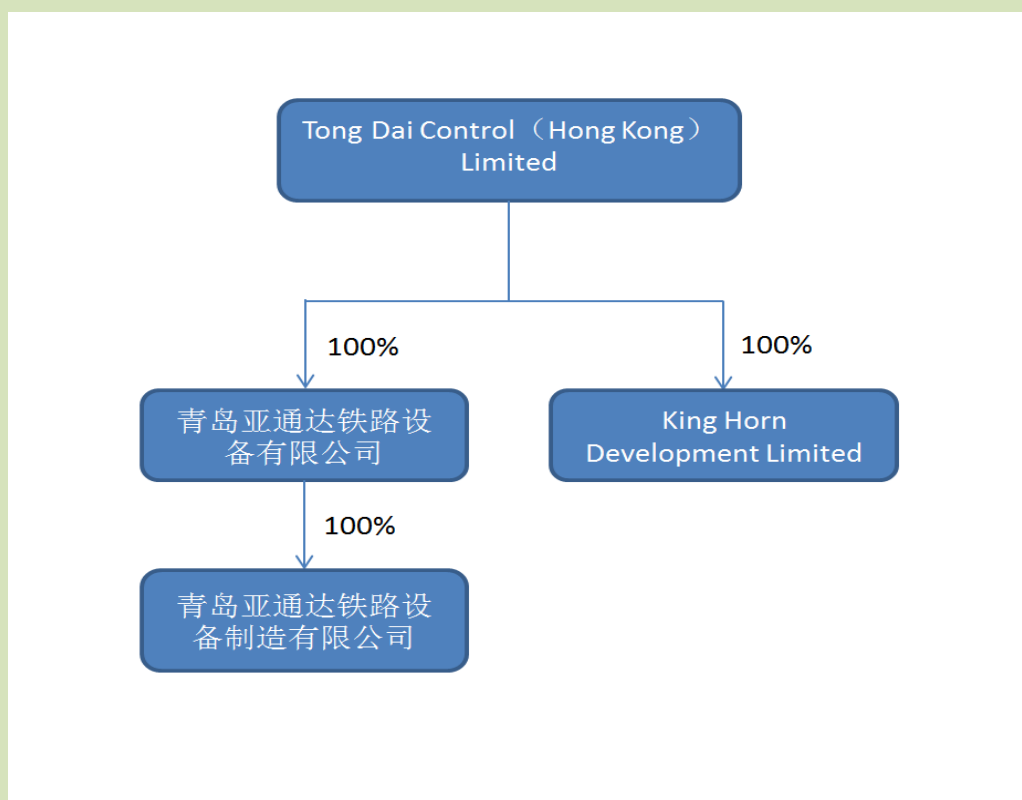 Tong Dai Control（Hong Kong）
Limited
100%
100%
青岛亚通达铁路设
备有限公司
King Horn
Development Limited
100%
青岛亚通达铁路设
备制造有限公司